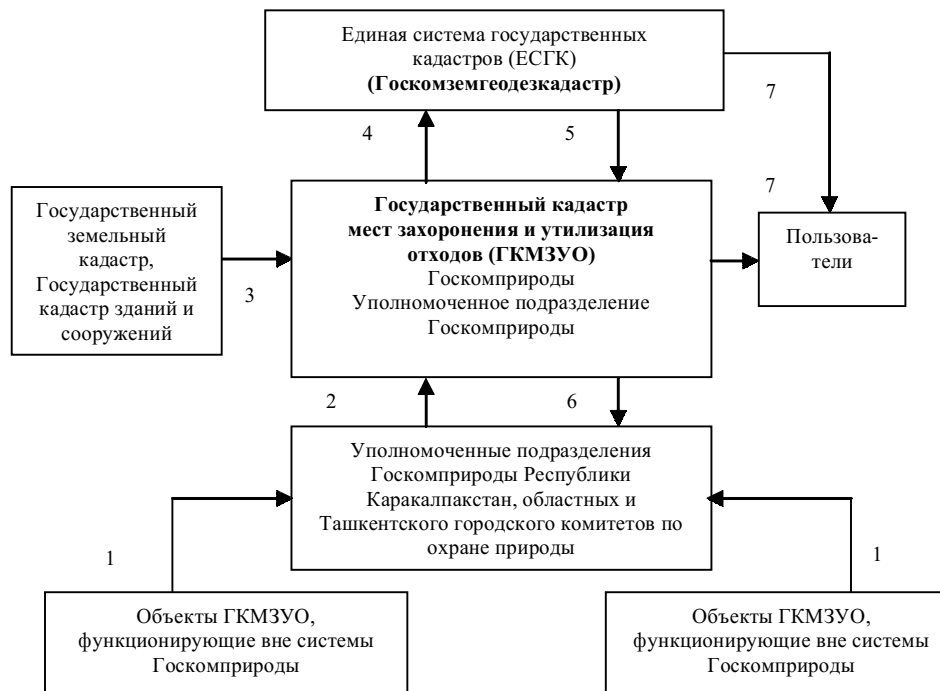 Единая система государственных
кадастров (ЕСГК)
(Госкомземгеодезкадастр)
7
4
5
7
Государственный
земельный
кадастр,
Государственный
кадастр зданий и
сооружений
3
Государственный кадастр
мест захоронения и утилизация
отходов (ГКМЗУО)
Госкомприроды
Уполномоченное подразделение
Госкомприроды
Пользова-
тели
2
6
Уполномоченные подразделения
Госкомприроды Республики
Каракалпакстан, областных и
Ташкентского городского комитетов по
охране природы
1
1
Объекты ГКМЗУО,
функционирующие вне системы
Госкомприроды
Объекты ГКМЗУО,
функционирующие вне системы
Госкомприроды